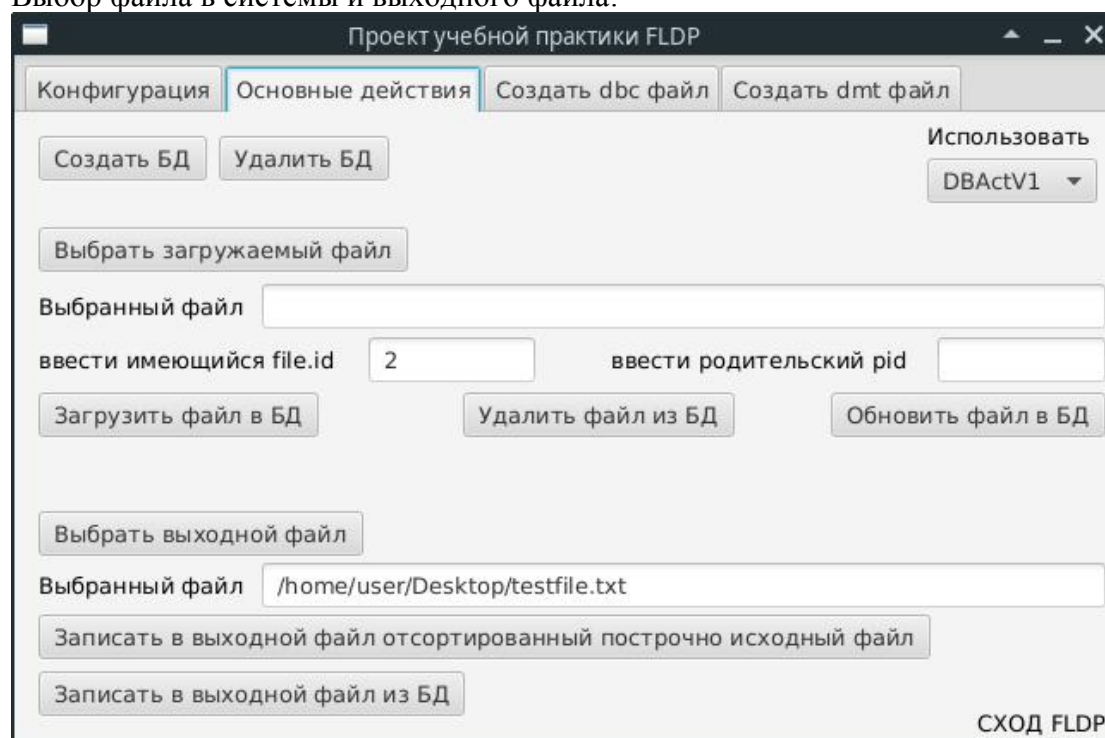 Выбор файла в системы и выходного файла.
Проект учебной практики FLDP
Конфигурация Основные действия Создать dbc файл Создать dmt файл
Использовать
Создать БД Удалить БД
DBActV1
Выбрать загружаемый файл
Выбранный файл
ввести имеющийся file.id 2 ввести родительский pid
Загрузить файл в БД Удалить файл из БД Обновить файл в БД
Выбрать выходной файл
Выбранный файл /home/user/Desktop/testfile.txt
Записать в выходной файл отсортированный построчно исходный файл
Записать в выходной файл из БД
СХОД FLDP